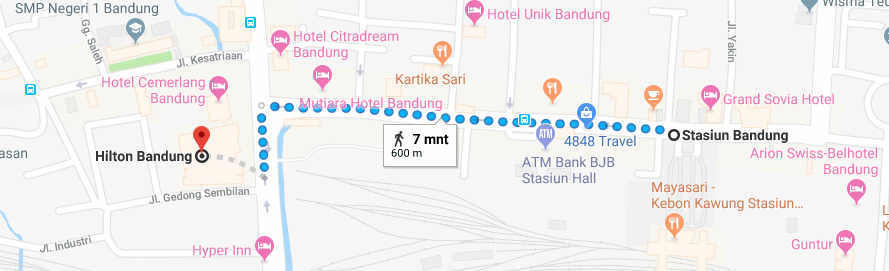 SMP Negeri 1 Bandung
Gg. Saleh
Jl. Kesatriaan
Hotel Citradream
Bandung
Hotel Unik Bandung
Jl. Yakin
Wisma Teu
Hotel Cemerlang
Bandung
Kartika Sari
Mutiara Hotel Bandung
Grand Sovia Hotel
asan
Hilton Bandung
7 mnt
600 m
ATM
4848 Travel
Stasiun Bandung
ATM Bank BJB
Stasiun Hall
Arion Swiss-Belhotel
Bandung
Jl. Gedong Sembilan
Mayasari -
Kebon Kawung Stasiun...
Jl. Industri
Hyper Inn
Guntur